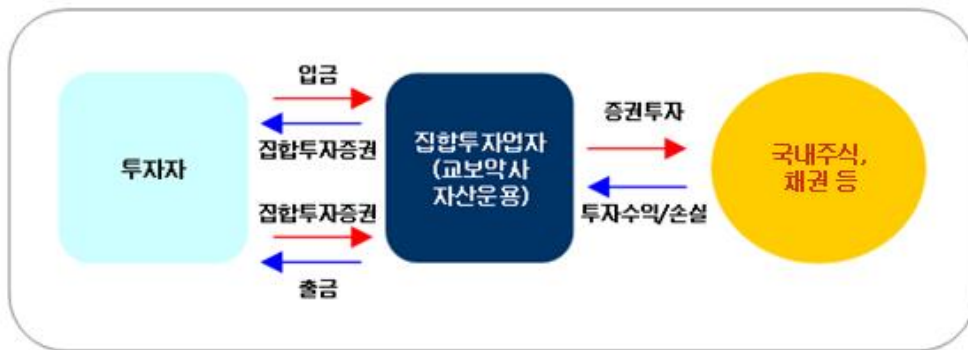 입금
집합투자증권
투자자
집합투자증권
출금
집합투자업자
(교보악사
자산운용)
증권투자
투자수익/손실
국내주식,
채권 등